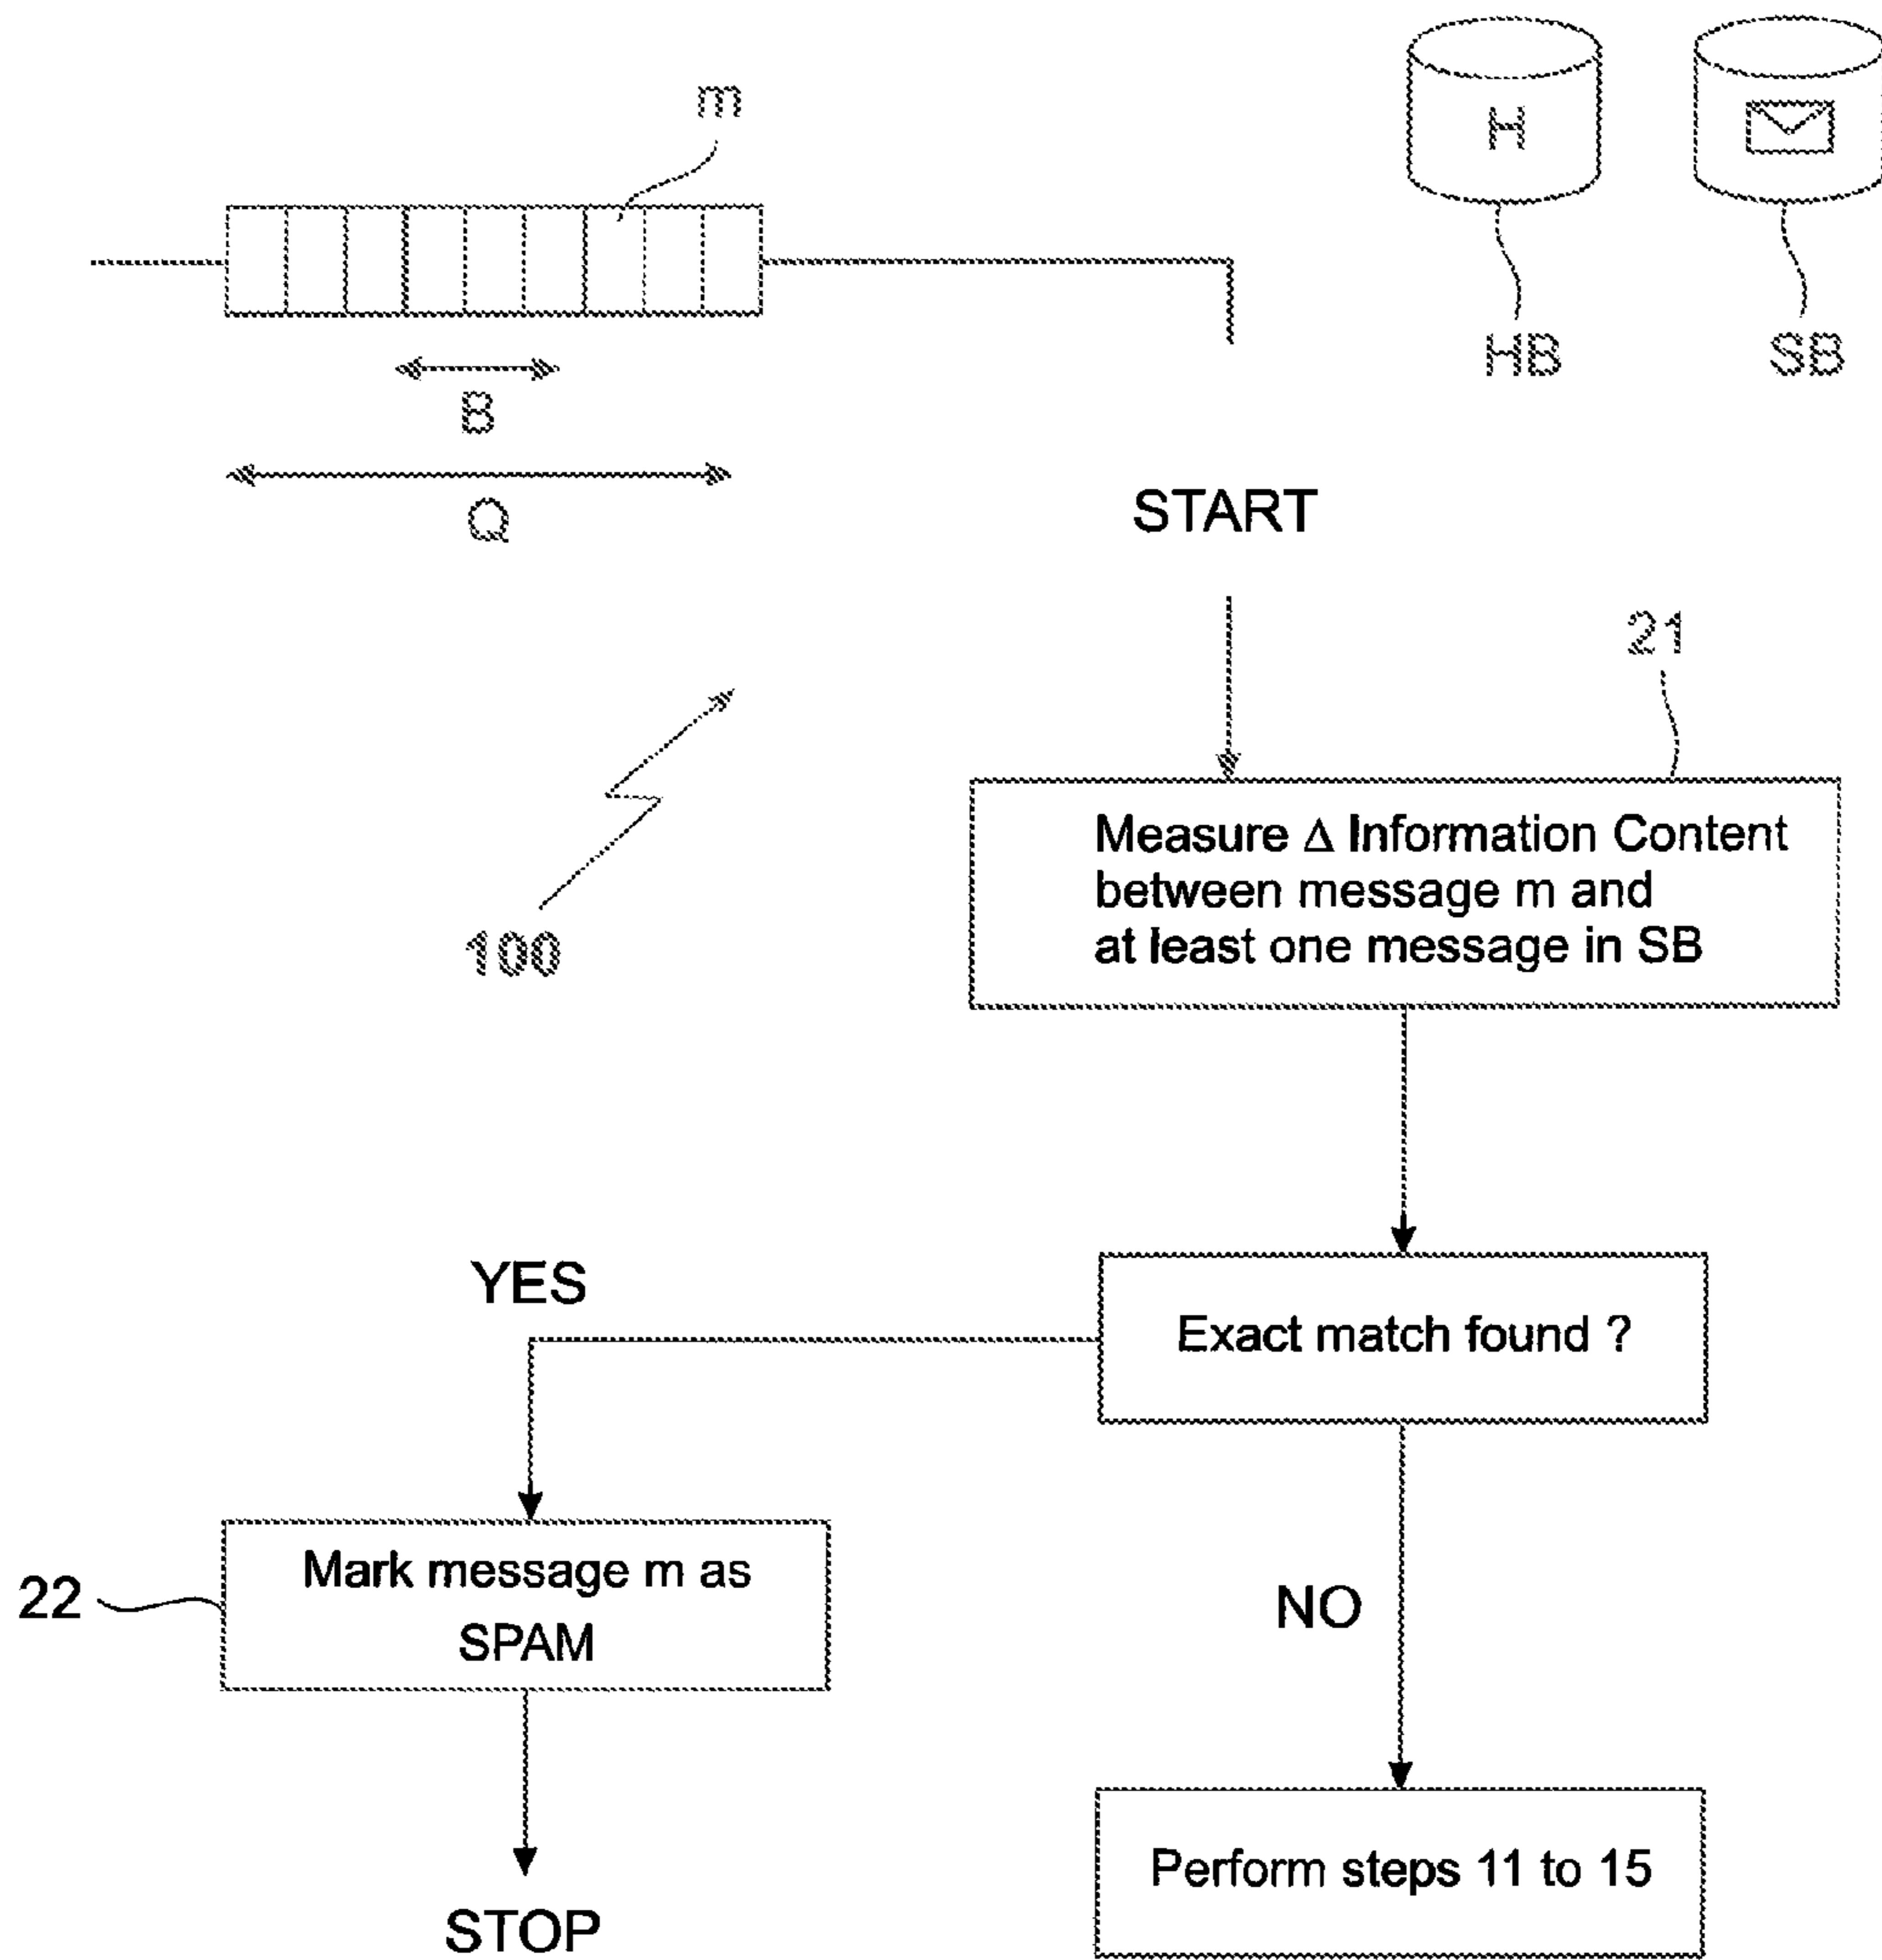 m
H
HB
SB
B
Q
START
21
100
Measure Δ Information Content
between message m and
at least one message in SB
YES
Exact match found ?
22
Mark message m as
SPAM
NO
Perform steps 11 to 15
STOP